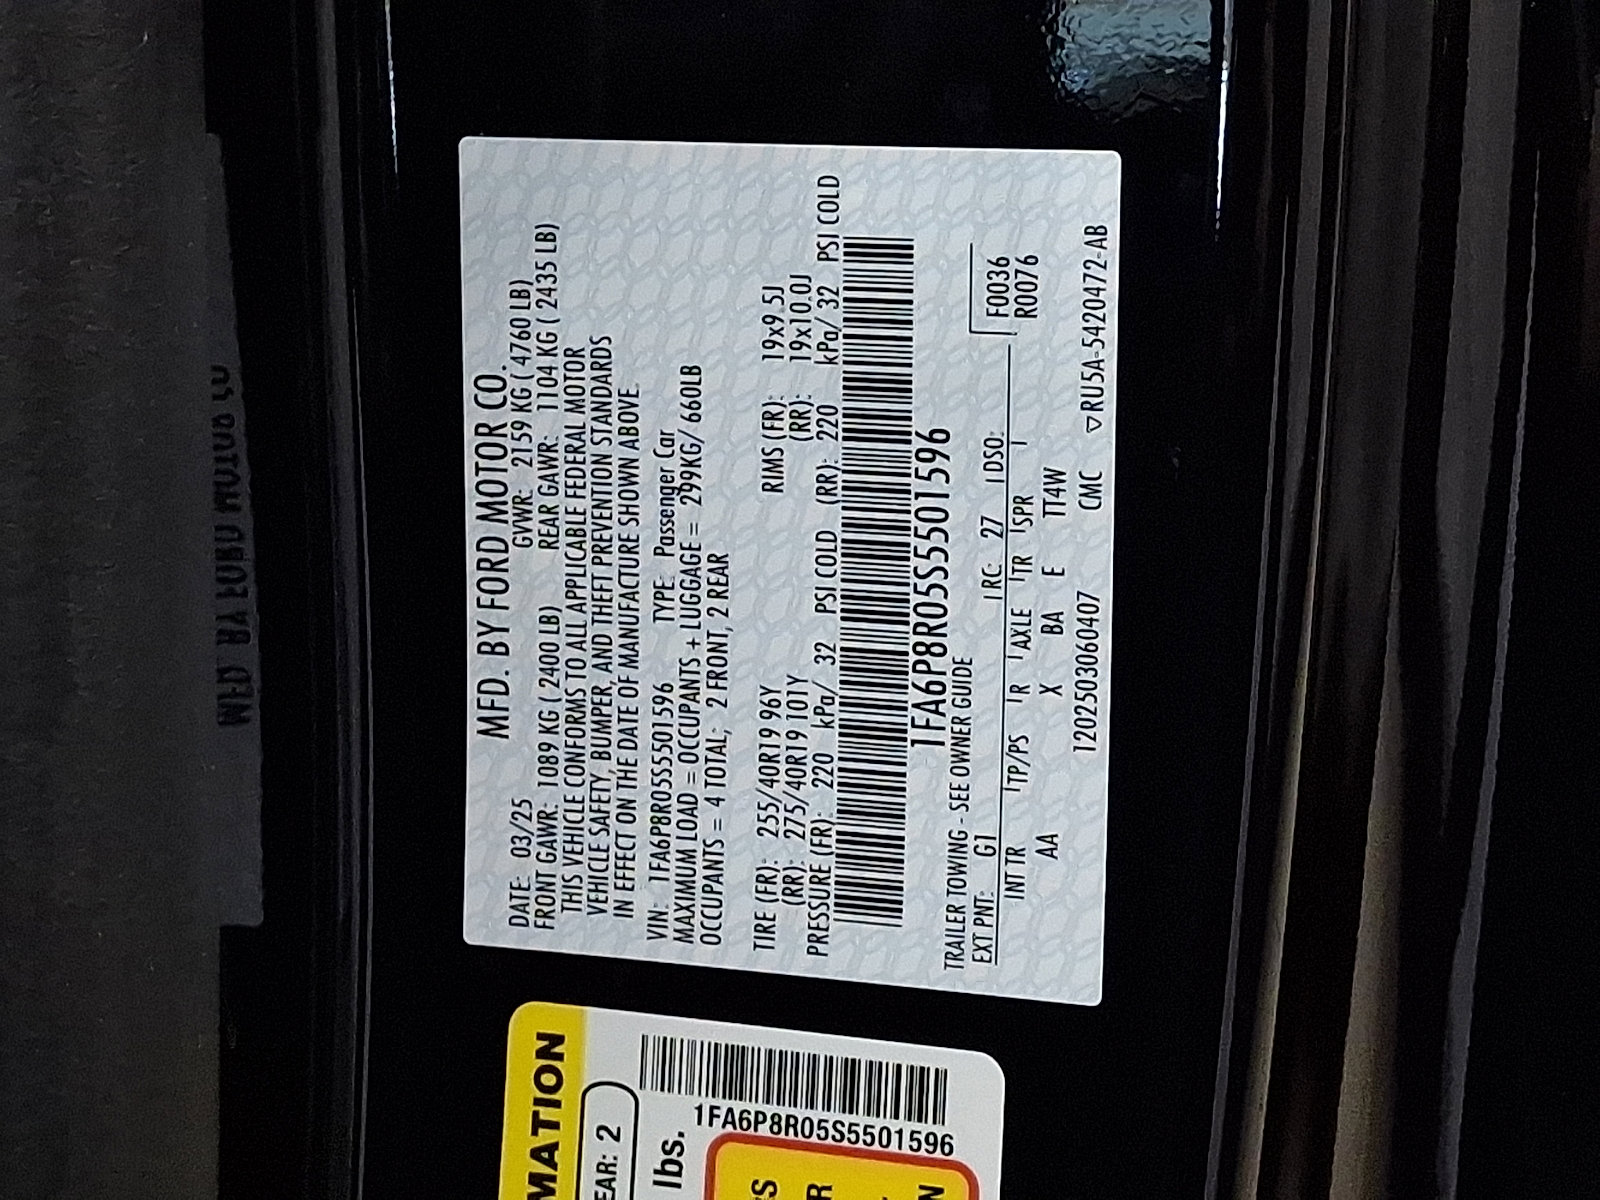 MFD. BY FORD MOTOR CO.
DATE: 03/25 GVWR: 2159 KG ( 4760 LB)
FRONT GAWR: 1089 KG ( 2400 LB) REAR GAWR: 1104 KG ( 2435 LB)
THIS VEHICLE CONFORMS TO ALL APPLICABLE FEDERAL MOTOR
VEHICLE SAFETY, BUMPER, AND THEFT PREVENTION STANDARDS
IN EFFECT ON THE DATE OF MANUFACTURE SHOWN ABOVE.
VIN: 1FA6P8R05S5501596 TYPE: Passenger Car
MAXIMUM LOAD = OCCUPANTS + LUGGAGE = 299KG/ 660LB
OCCUPANTS = 4 TOTAL; 2 FRONT, 2 REAR
TIRE (FR): 255/40R19 96Y RIMS (FR): 19x9.5J
(RR): 275/40R19 101Y (RR): 19x10.0J
PRESSURE (FR): 220 kPa/ 32 PSI COLD (RR): 220 kPa/ 32 PSI COLD
1FA6P8R05S5501596
TRAILER TOWING - SEE OWNER GUIDE
EXT PNT: G1 RC: 27 DSO: F0036
R0076
INT TR TP/PS R AXLE TR SPR
AA X BA E TT4W
120250306040​7 CMC ▽RU5A-5420472-AB
MATION
EAR: 2
lbs.
1FA6P8R05S5501596
MFD. BY FORD MOTOR CO